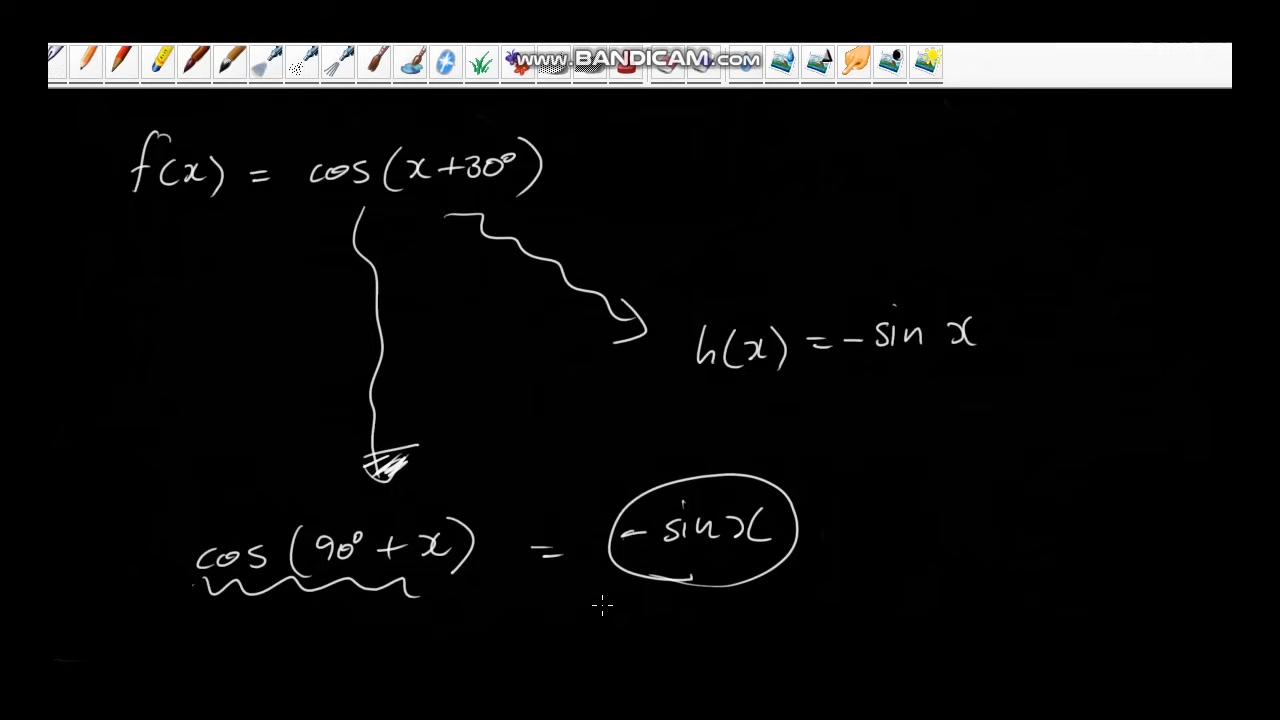 www.BANDICAM.com
f(x) = cos(x+30°)
h(x) = - sin x
cos(90° + x) = - sin x